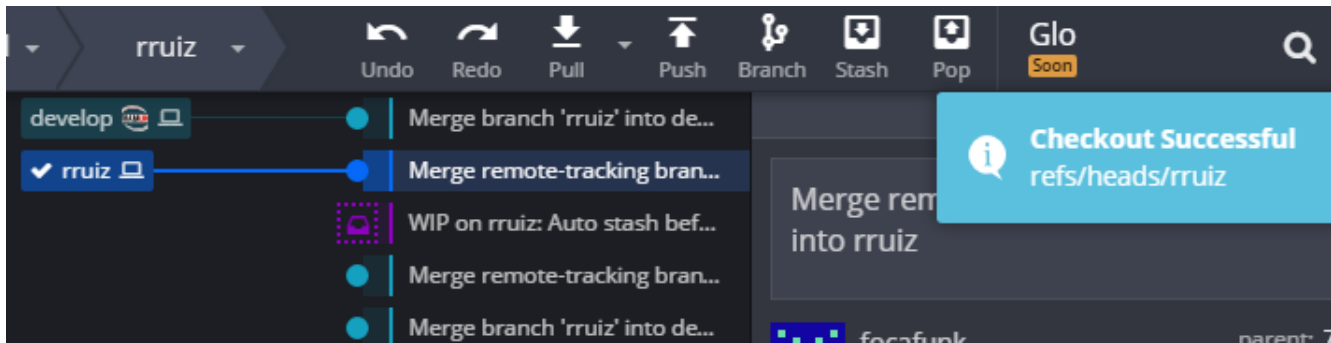 rruiz
Undo
Redo
Pull
Push
Branch
Stash
Pop
Glo
Soon
develop
Merge branch 'rruiz' into de...
Checkout Successful
refs/heads/rruiz
rruiz
Merge remote-tracking bran...
WIP on rruiz: Auto stash bef...
Merge rem
into rruiz
Merge remote-tracking bran...
Merge branch 'rruiz' into de...
focafunk
parent: 7